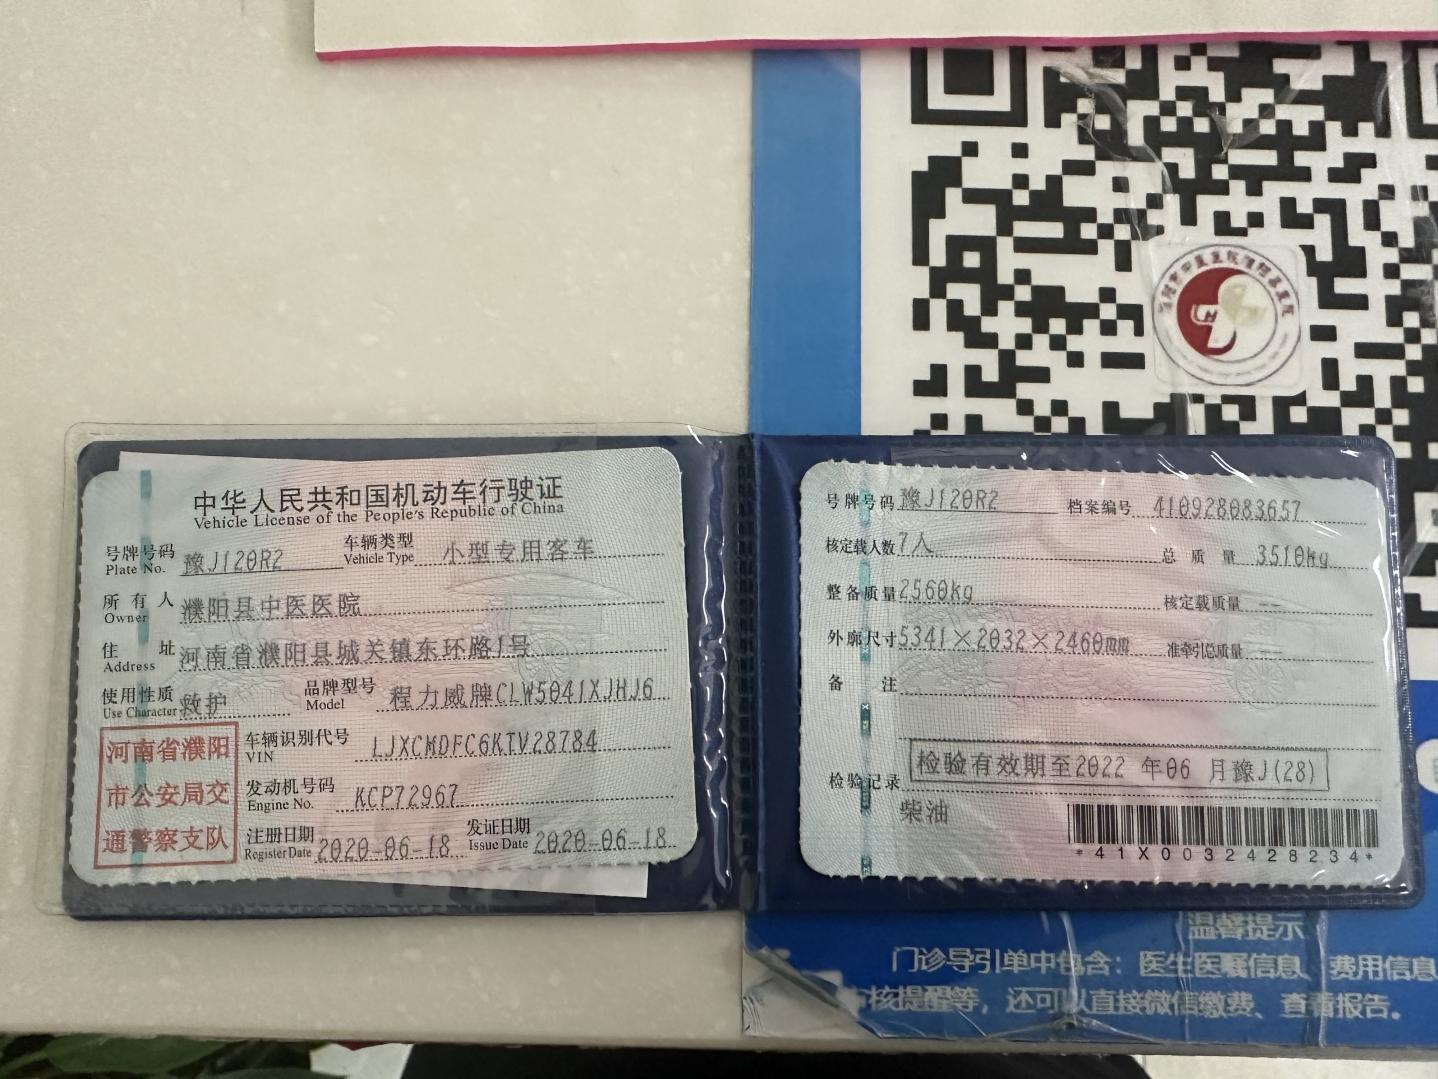 中华人民共和国机动车行驶证
Vehicle License of the People's Republic of China
号牌号码 Plate No. 豫J120R2 车辆类型 Vehicle Type 小型专用客车
所有人 Owner 濮阳县中医医院
住址 Address 河南省濮阳县城关镇东环路1号
使用性质 Use Character 救护 品牌型号 Model 程力威牌CLW5041XJHJ6
河南省濮阳
市公安局交
通警察支队
车辆识别代号 VIN LJXCMDFC6KTV28784
发动机号码 Engine No. KCP72967
注册日期 Register Date 2020-06-18 发证日期 Issue Date 2020-06-18
号牌号码 豫J120R2 档案编号 410928083657
核定载人数 7人 总质量 3510kg
整备质量 2560kg 核定载质量 --
外廓尺寸 5341×2032×2460mm 准牵引总质量 --
备注
检验记录 检验有效期至2022年06月豫J(28)
柴油
*41X0032428234*
温馨提示
门诊导引单中包含：医生医嘱信息、费用信息
核提醒等，还可以直接微信缴费、查看报告。